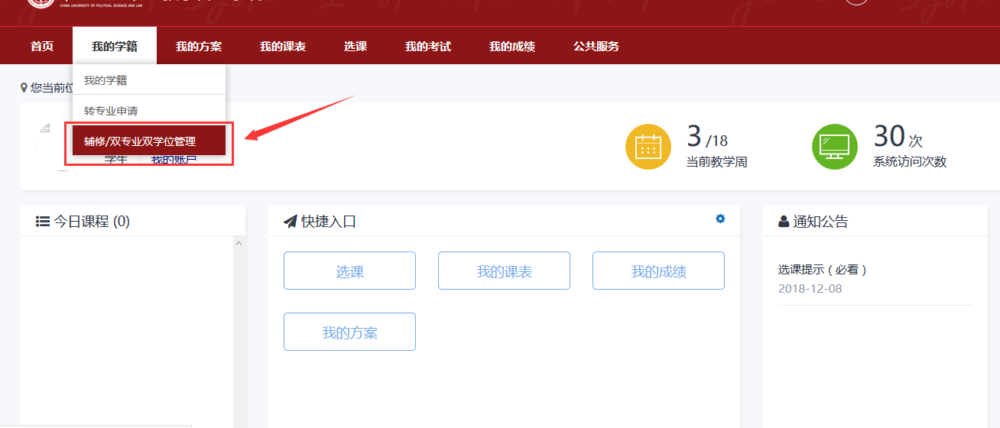 CHINA UNIVERSITY OF POLITICAL SCIENCE AND LAW
首页 我的学籍 我的方案 我的课表 选课 我的考试 我的成绩 公共服务
您当前位
我的学籍
转专业申请
辅修/双专业双学位管理
学生 我的账户
3 /18
当前教学周
30 次
系统访问次数
今日课程 (0)
快捷入口
选课 我的课表 我的成绩
我的方案
通知公告
选课提示（必看）
2018-12-08